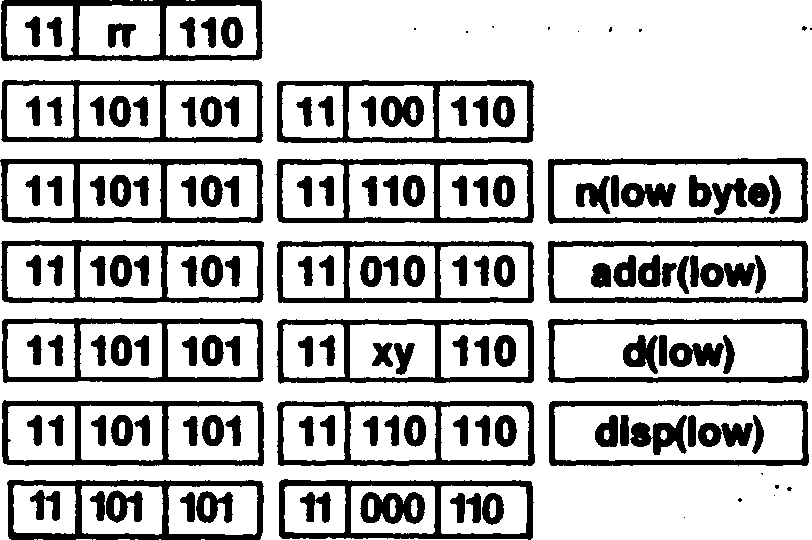 11 rr 110
11 101 101 11 100 110
11 101 101 11 110 110 n(low byte)
11 101 101 11 010 110 addr(low)
11 101 101 11 xy 110 d(low)
11 101 101 11 110 110 disp(low)
11 101 101 11 000 110